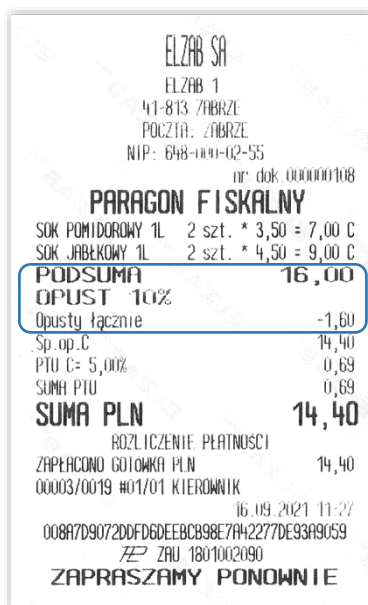 ELZAB SA
ELZAB 1
41-813 ZABRZE
POCZTA: ZABRZE
NIP: 648-000-02-55
nr dok.000000108
PARAGON FISKALNY
SOK POMIDOROWY 1L 2 szt. * 3,50 = 7,00 C
SOK JABŁKOWY 1L 2 szt. * 4,50 = 9,00 C
PODSUMA 16,00
OPUST 10%
Opusty łącznie -1,60
Sp.op.C 14,40
PTU C= 5,00% 0,69
SUMA PTU 0,69
SUMA PLN 14,40
ROZLICZENIE PŁATNOŚCI
ZAPŁACONO GOTÓWKA PLN 14,40
00003/0019 #01/01 KIEROWNIK
16.09.2021 11:27
008A7D9072DDFD6DEEBCB98E7A42277DE93A9059
ZAU 1801002090
ZAPRASZAMY PONOWNIE